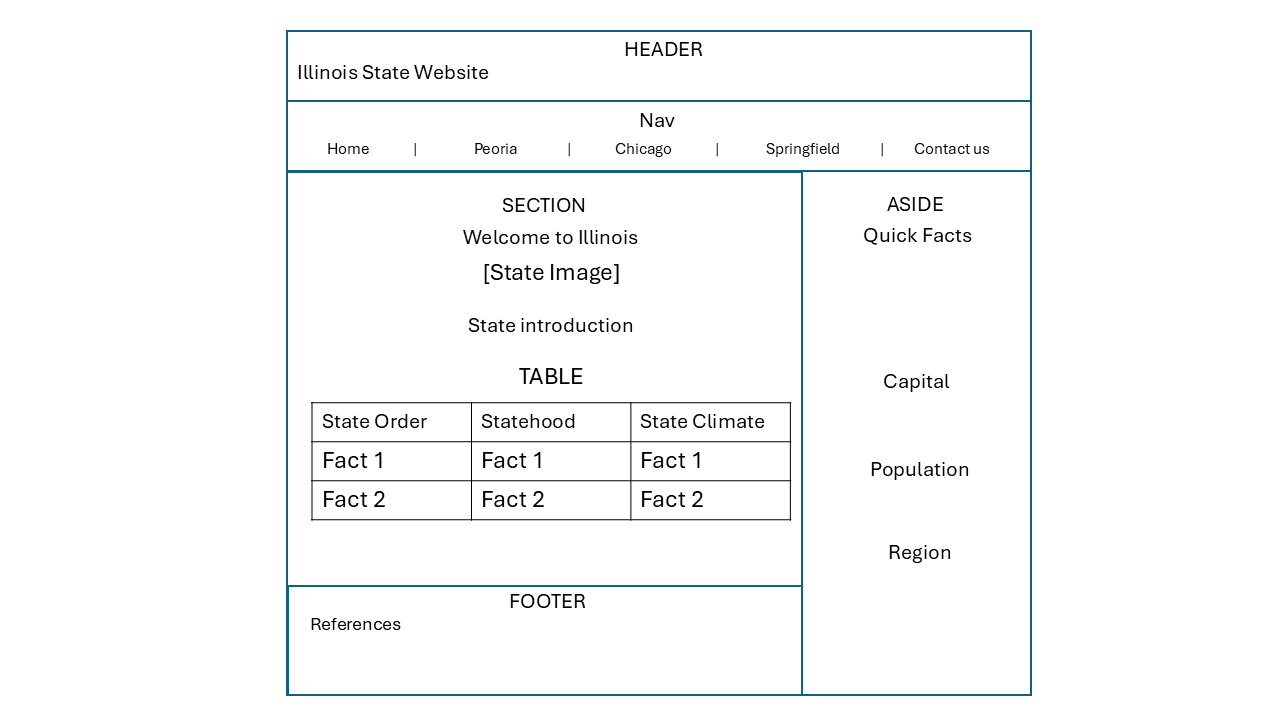 HEADER
Illinois State Website
Nav
Home | Peoria | Chicago | Springfield | Contact us
SECTION
Welcome to Illinois
[State Image]
State introduction
TABLE
State Order Statehood State Climate
Fact 1 Fact 1 Fact 1
Fact 2 Fact 2 Fact 2
ASIDE
Quick Facts
Capital
Population
Region
FOOTER
References